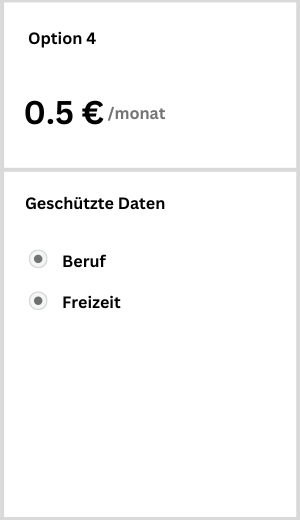 Option 4
0.5 € /monat
Geschützte Daten
Beruf
Freizeit